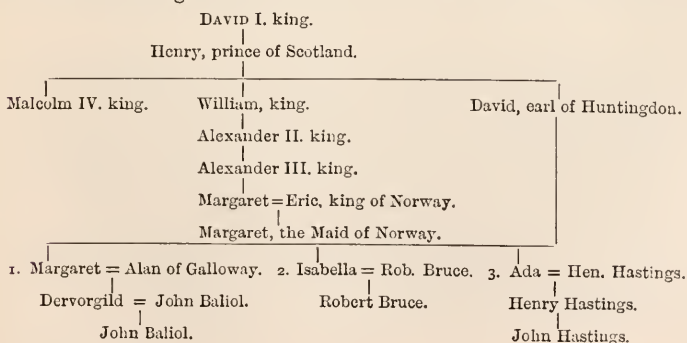 DAVID I. king.
Henry, prince of Scotland.
Malcolm IV. king. William, king. David, earl of Huntingdon.
Alexander II. king.
Alexander III. king.
Margaret=Eric, king of Norway.
Margaret, the Maid of Norway.
1. Margaret = Alan of Galloway. 2. Isabella = Rob. Bruce. 3. Ada = Hen. Hastings.
Dervorgild = John Baliol. Robert Bruce. Henry Hastings.
John Baliol. John Hastings.